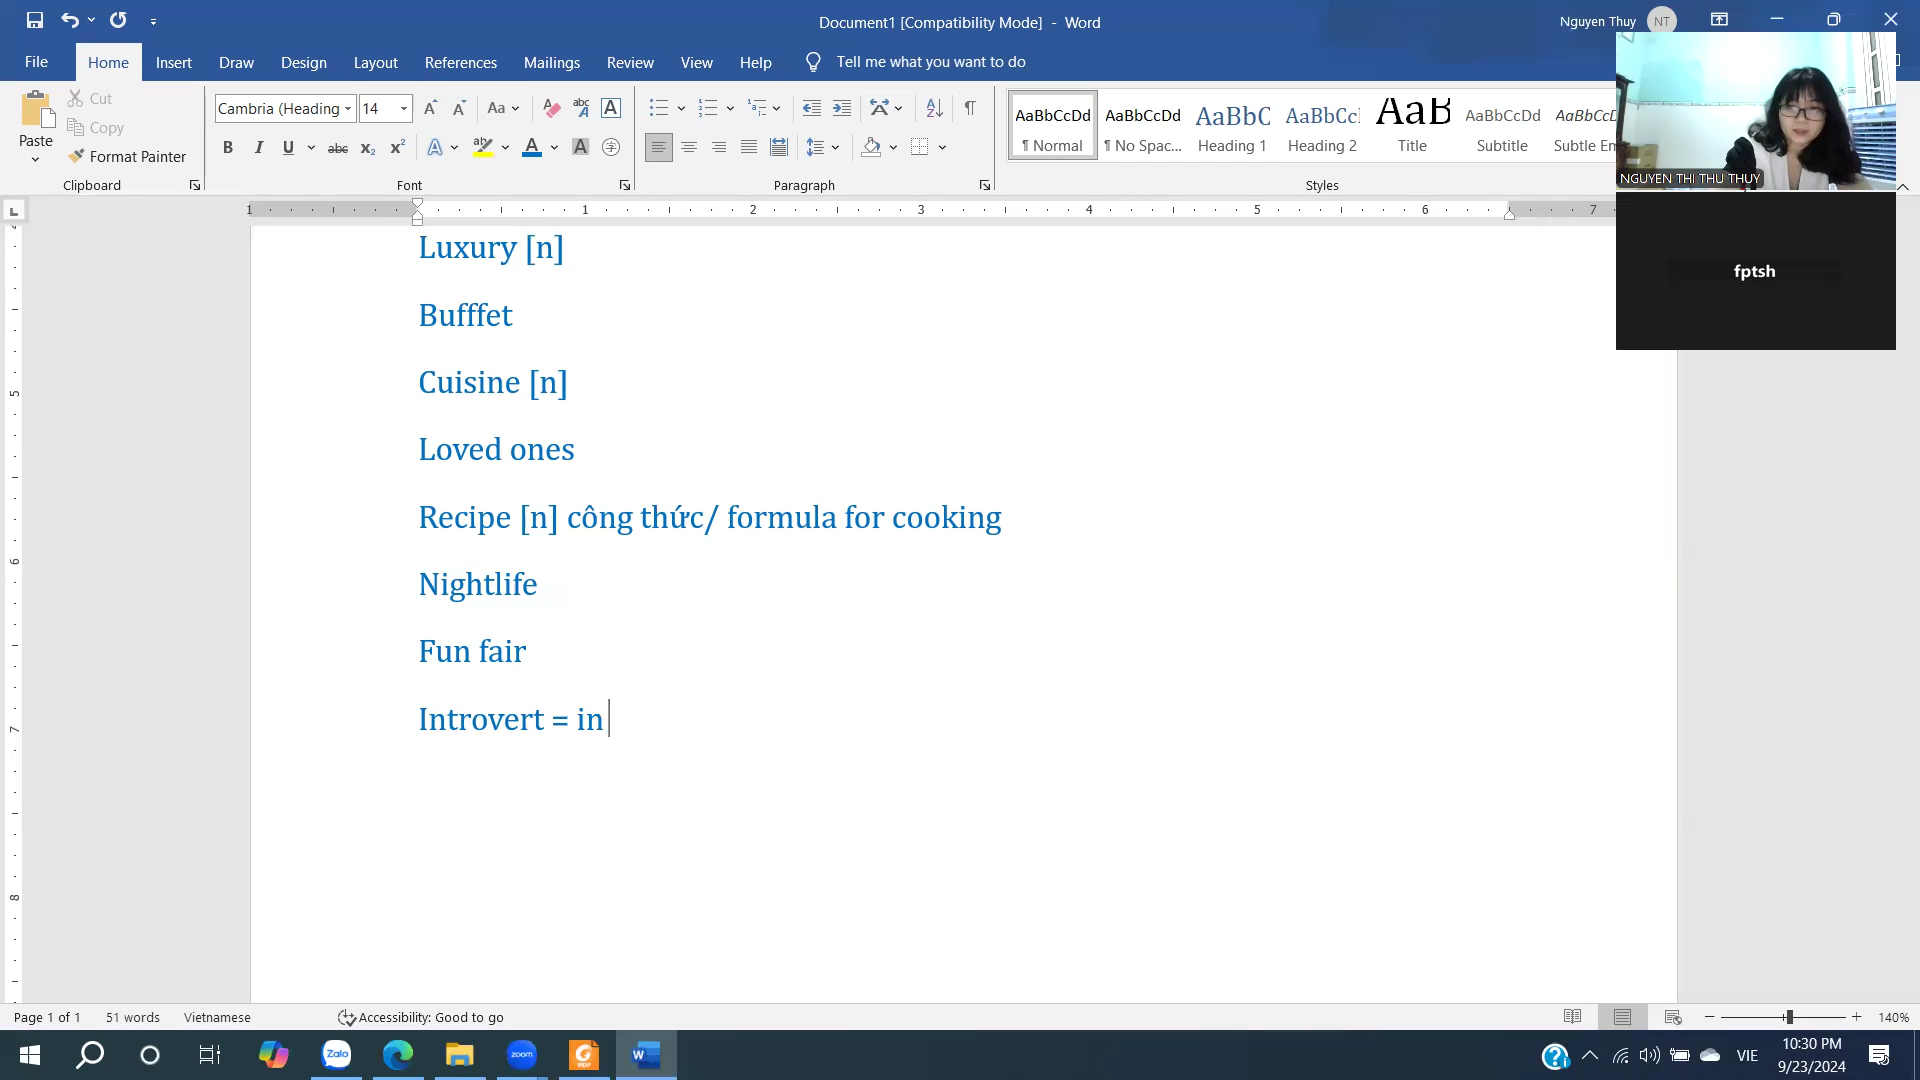 Document1 [Compatibility Mode] - Word
Nguyen Thuy
NT
File Home Insert Draw Design Layout References Mailings Review View Help Tell me what you want to do
Paste
Cut
Copy
Format Painter
Clipboard
Cambria (Heading 14
Font
Paragraph
AaBbCcDd
¶ Normal
AaBbCcDd
¶ No Spac...
AaBbC
Heading 1
AaBbCc
Heading 2
AaB
Title
AaBbCcDd
Subtitle
AaBbCcD
Subtle Em
Styles
NGUYEN THI THU THUY
fptsh
Luxury [n]
Bufffet
Cuisine [n]
Loved ones
Recipe [n] công thức/ formula for cooking
Nightlife
Fun fair
Introvert = in
Page 1 of 1 51 words Vietnamese Accessibility: Good to go 140%
Zalo
zoom
VIE
10:30 PM
9/23/2024